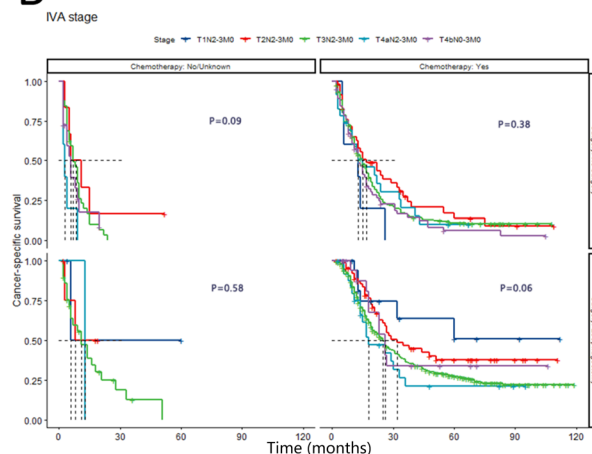 IVA stage
Stage T1N2-3M0 T2N2-3M0 T3N2-3M0 T4aN2-3M0 T4bN0-3M0
Chemotherapy: No/Unknown Chemotherapy: Yes
Cancer-specific survival
1.00
0.75
0.50
0.25
0.00
P=0.09
P=0.38
1.00
0.75
0.50
0.25
0.00
P=0.58
P=0.06
0 30 60 90 120 0 30 60 90 120
Time (months)